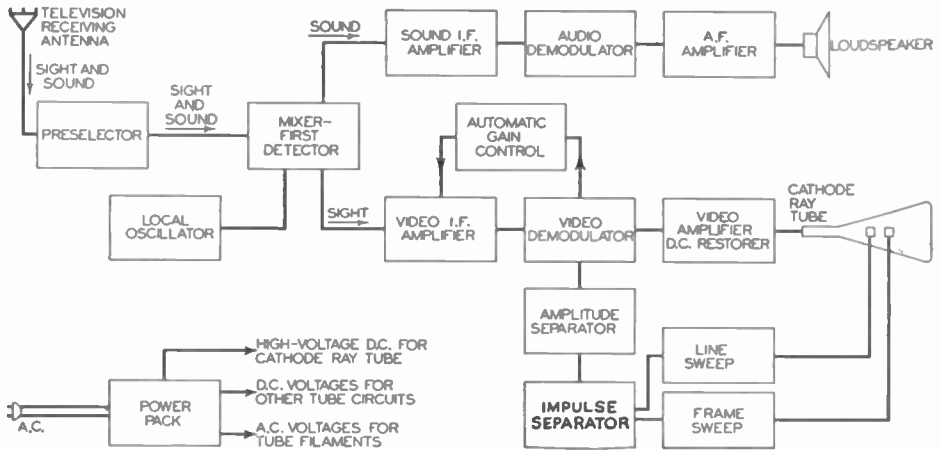 TELEVISION
RECEIVING
ANTENNA
SIGHT AND
SOUND
PRESELECTOR
SIGHT
AND
SOUND
MIXER-
FIRST
DETECTOR
LOCAL
OSCILLATOR
SOUND
SOUND I.F.
AMPLIFIER
AUDIO
DEMODULATOR
A.F.
AMPLIFIER
LOUDSPEAKER
AUTOMATIC
GAIN
CONTROL
SIGHT
VIDEO I.F.
AMPLIFIER
VIDEO
DEMODULATOR
VIDEO
AMPLIFIER
D.C. RESTORER
CATHODE
RAY
TUBE
AMPLITUDE
SEPARATOR
IMPULSE
SEPARATOR
LINE
SWEEP
FRAME
SWEEP
A.C.
POWER
PACK
HIGH-VOLTAGE D.C. FOR
CATHODE RAY TUBE
D.C. VOLTAGES FOR
OTHER TUBE CIRCUITS
A.C. VOLTAGES FOR
TUBE FILAMENTS